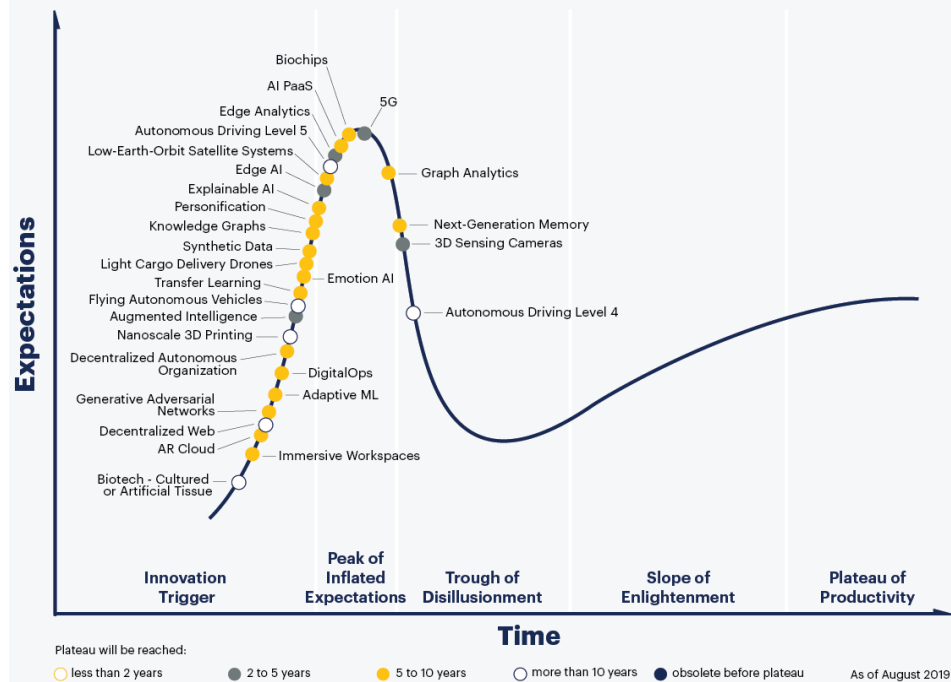 Biochips
AI PaaS
5G
Edge Analytics
Autonomous Driving Level 5
Low-Earth-Orbit Satellite Systems
Edge AI
Graph Analytics
Explainable AI
Personification
Knowledge Graphs
Next-Generation Memory
Synthetic Data
3D Sensing Cameras
Light Cargo Delivery Drones
Emotion AI
Transfer Learning
Flying Autonomous Vehicles
Augmented Intelligence
Autonomous Driving Level 4
Nanoscale 3D Printing
Decentralized Autonomous
Organization
DigitalOps
Adaptive ML
Generative Adversarial
Networks
Decentralized Web
AR Cloud
Immersive Workspaces
Biotech - Cultured
or Artificial Tissue
Expectations
Innovation
Trigger
Peak of
Inflated
Expectations
Trough of
Disillusionment
Slope of
Enlightenment
Plateau of
Productivity
Time
Plateau will be reached:
less than 2 years
2 to 5 years
5 to 10 years
more than 10 years
obsolete before plateau
As of August 2019